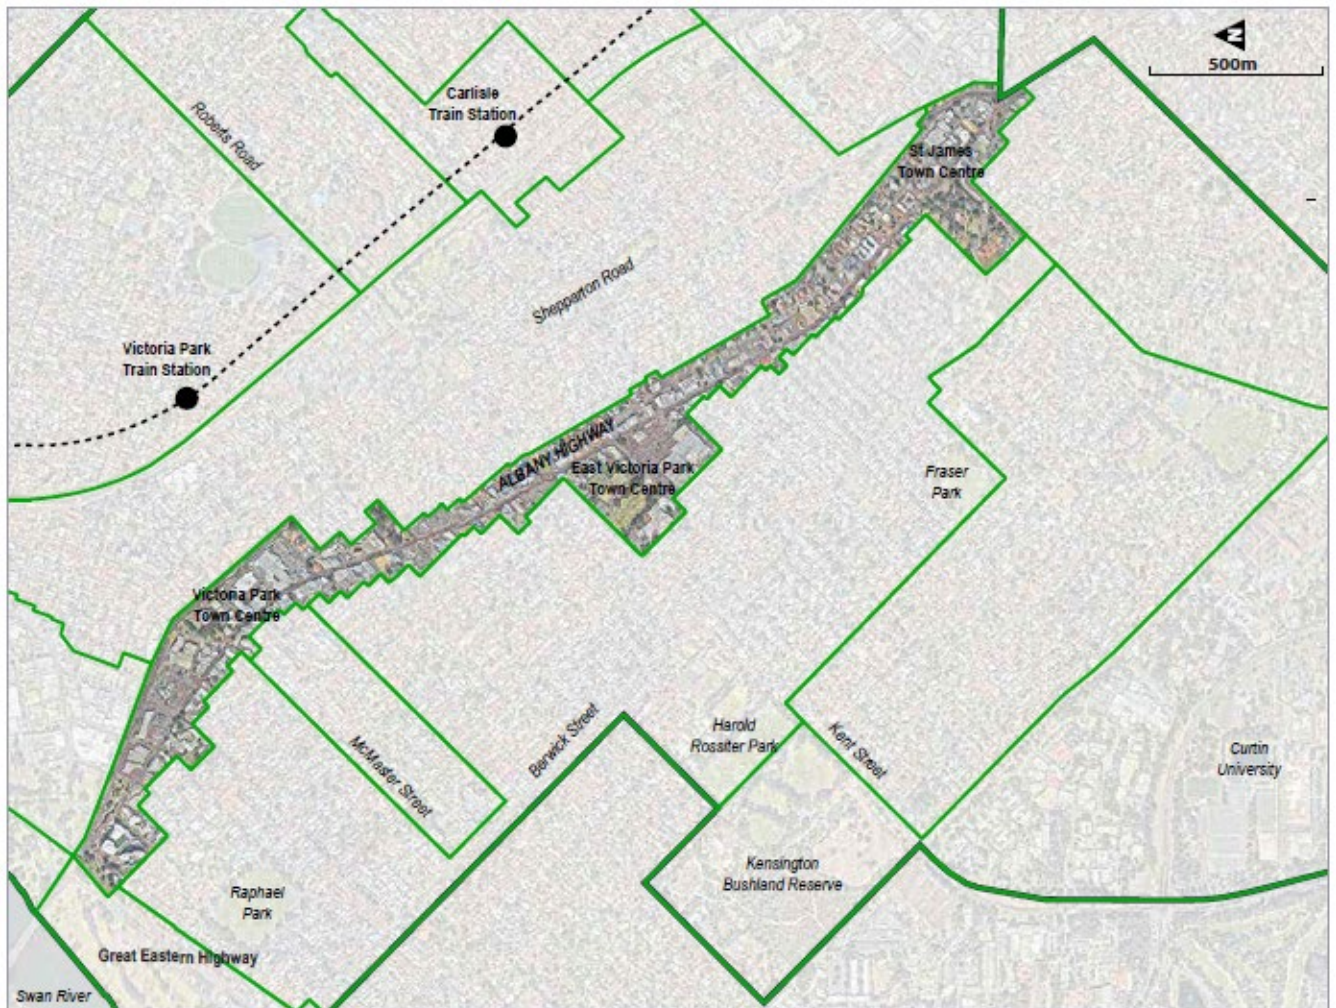 N
500m
Carlisle
Train Station
Roberts Road
St James
Town Centre
Shepparton Road
Victoria Park
Train Station
ALBANY HIGHWAY
East Victoria Park
Town Centre
Fraser
Park
Victoria Park
Town Centre
McMaster Street
Berwick Street
Harold
Rossiter Park
Kent Street
Curtin
University
Kensington
Bushland Reserve
Raphael
Park
Great Eastern Highway
Swan River